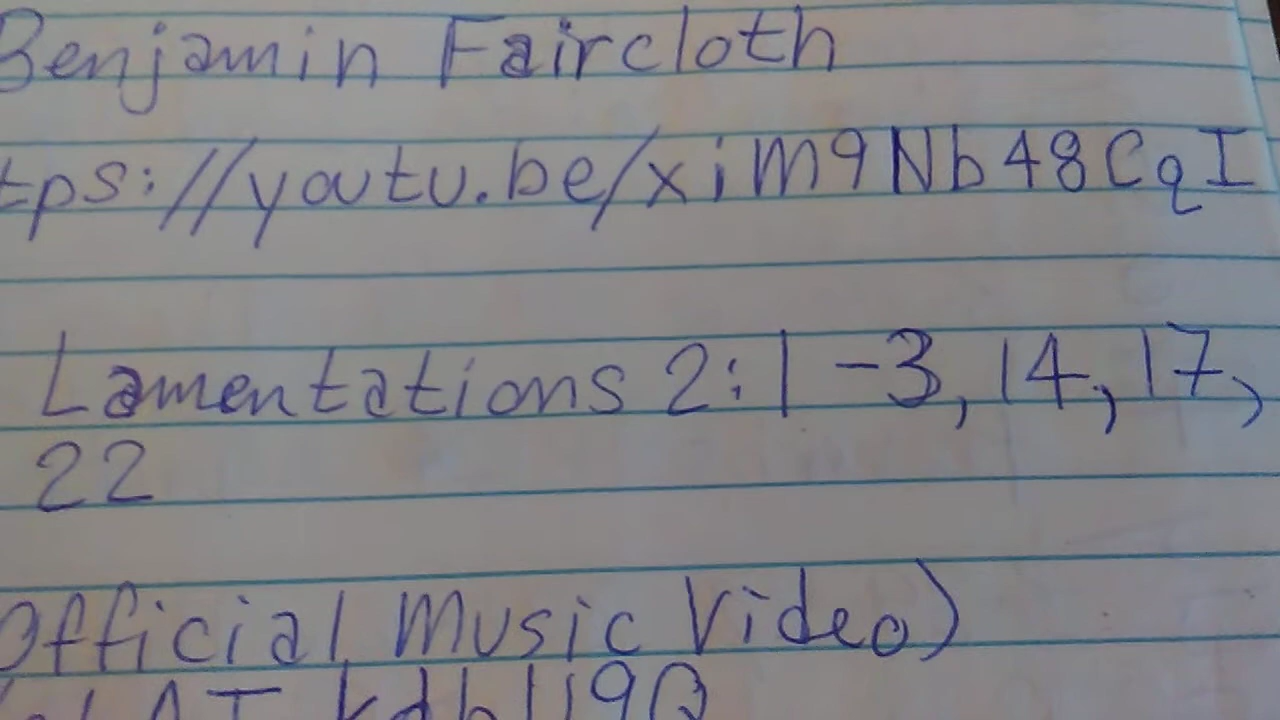 Benjamin Faircloth
tps://youtu.be/xiM9Nb48CqI
Lamentations 2:1-3, 14, 17,
22
Official Music Video)